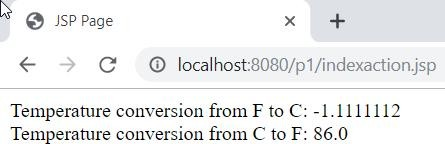 JSP Page
localhost:8080/p1/indexaction.jsp
Temperature conversion from F to C: -1.1111112
Temperature conversion from C to F: 86.0